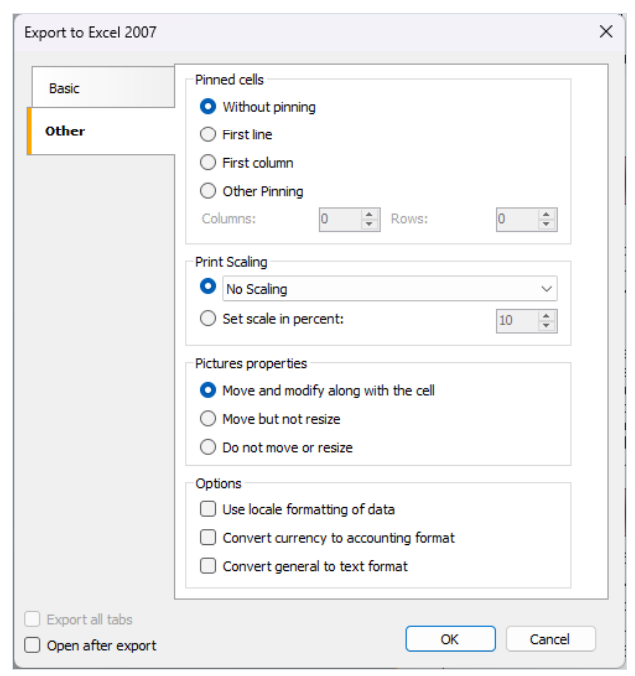 Export to Excel 2007
Basic
Other
Pinned cells
Without pinning
First line
First column
Other Pinning
Columns: 0 Rows: 0
Print Scaling
No Scaling
Set scale in percent: 10
Pictures properties
Move and modify along with the cell
Move but not resize
Do not move or resize
Options
Use locale formatting of data
Convert currency to accounting format
Convert general to text format
Export all tabs
Open after export
OK Cancel